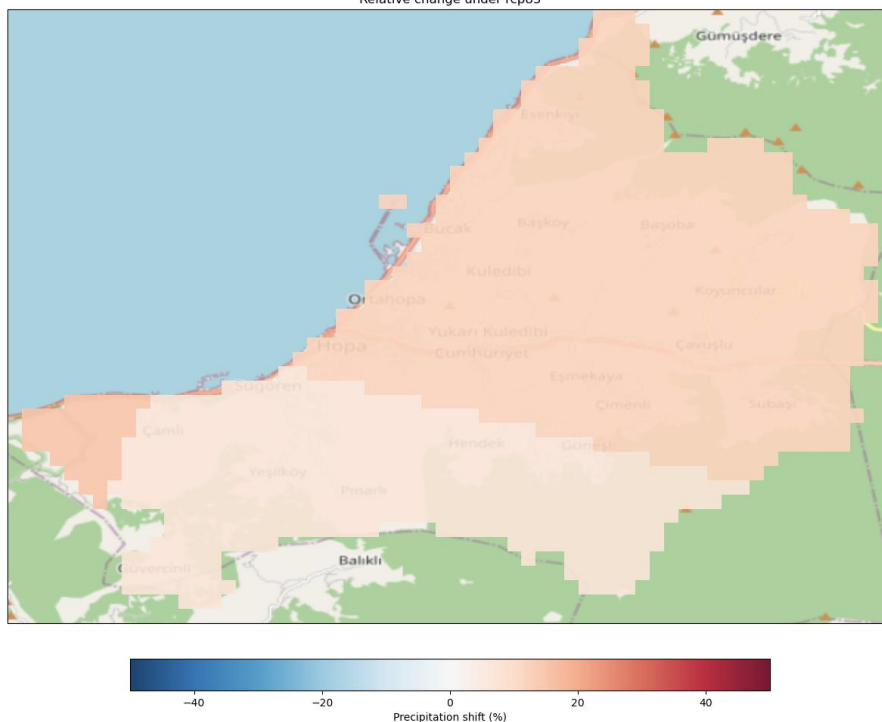 Relative change under rcp85
Gümüşdere
Esenkıyı
Bucak
Başköy
Başoba
Kuledibi
Ortahopa
Koyuncular
Yukarı Kuledibi
Hopa
Cumhuriyet
Çavuşlu
Sugören
Eşmekaya
Çimenli
Subaşı
Çamlı
Hendek
Güneşli
Yeşilköy
Pınarlı
Balıklı
Güvercinli
−40 −20 0 20 40
Precipitation shift (%)